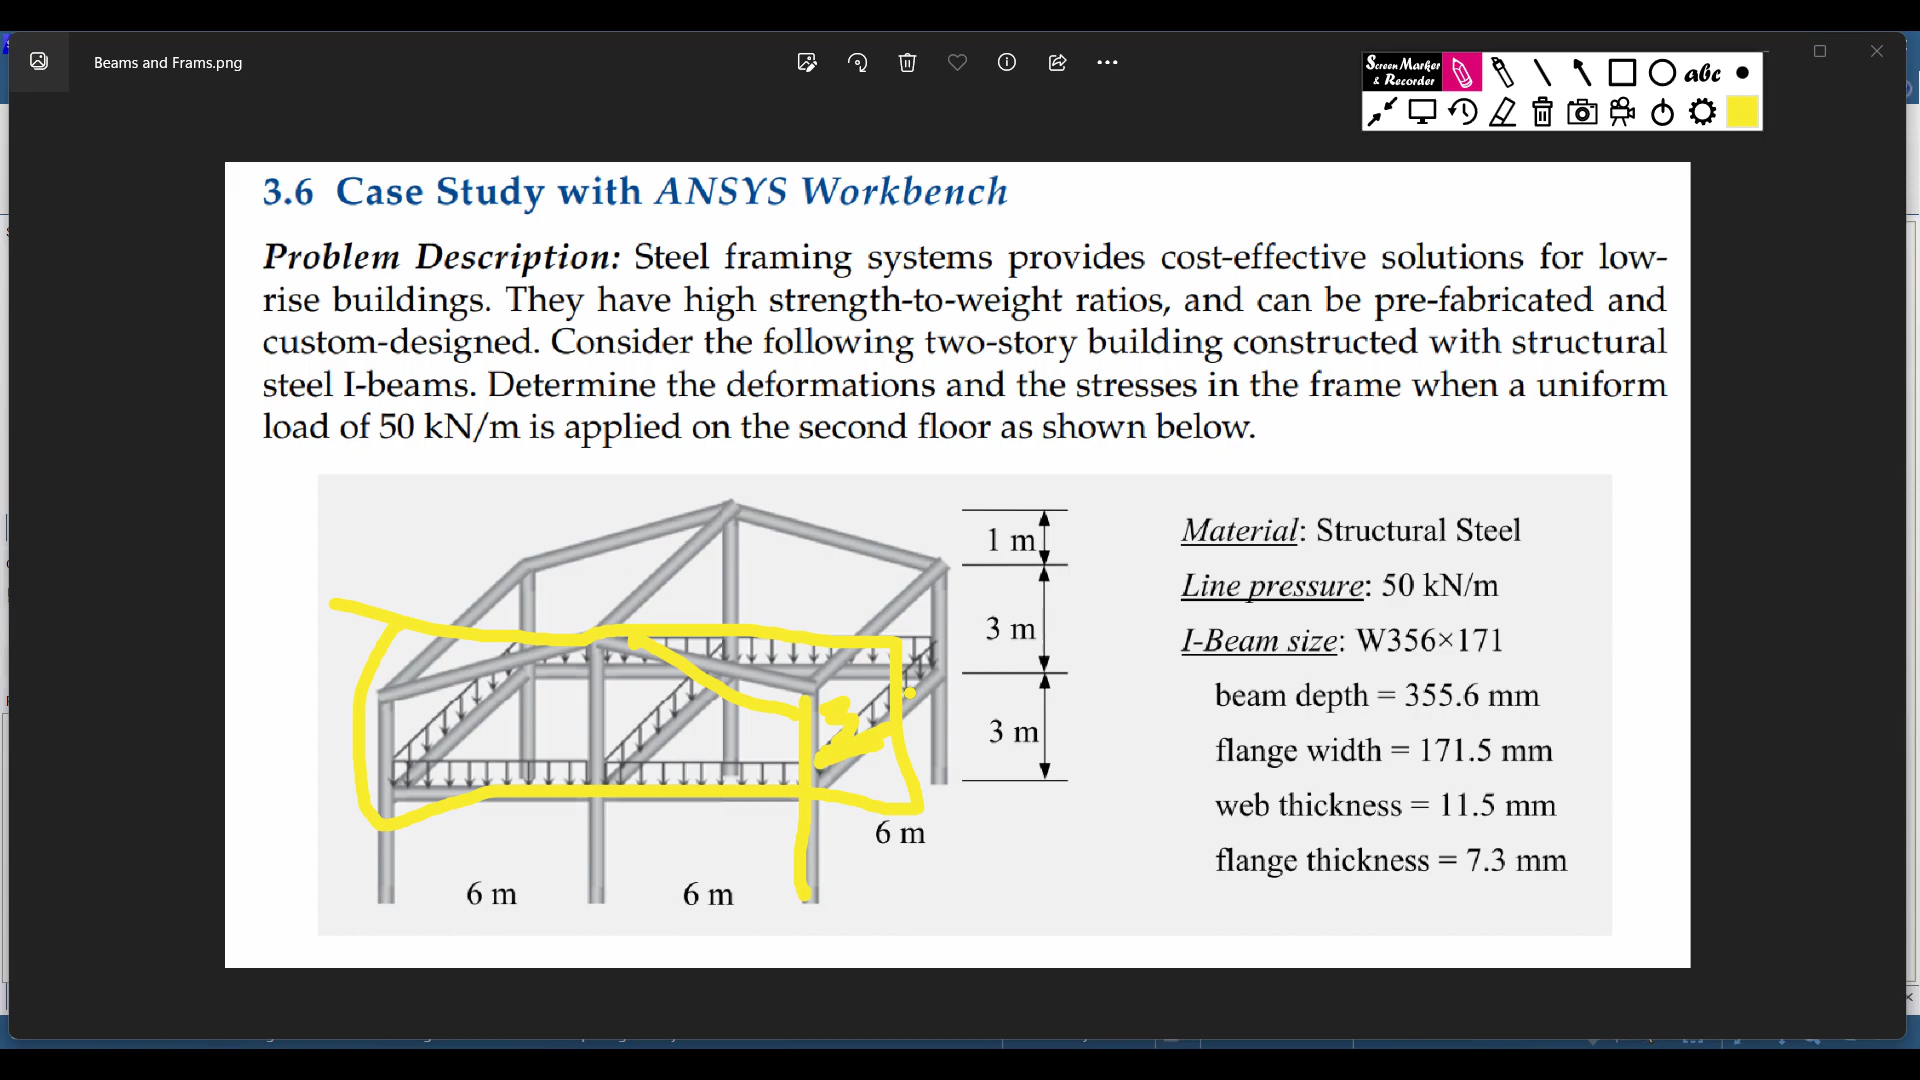 Beams and Frams.png
Screen Marker
& Recorder
abc
3.6 Case Study with ANSYS Workbench
Problem Description: Steel framing systems provides cost-effective solutions for low-
rise buildings. They have high strength-to-weight ratios, and can be pre-fabricated and
custom-designed. Consider the following two-story building constructed with structural
steel I-beams. Determine the deformations and the stresses in the frame when a uniform
load of 50 kN/m is applied on the second floor as shown below.
1 m
3 m
3 m
6 m
6 m
6 m
Material: Structural Steel
Line pressure: 50 kN/m
I-Beam size: W356×171
beam depth = 355.6 mm
flange width = 171.5 mm
web thickness = 11.5 mm
flange thickness = 7.3 mm